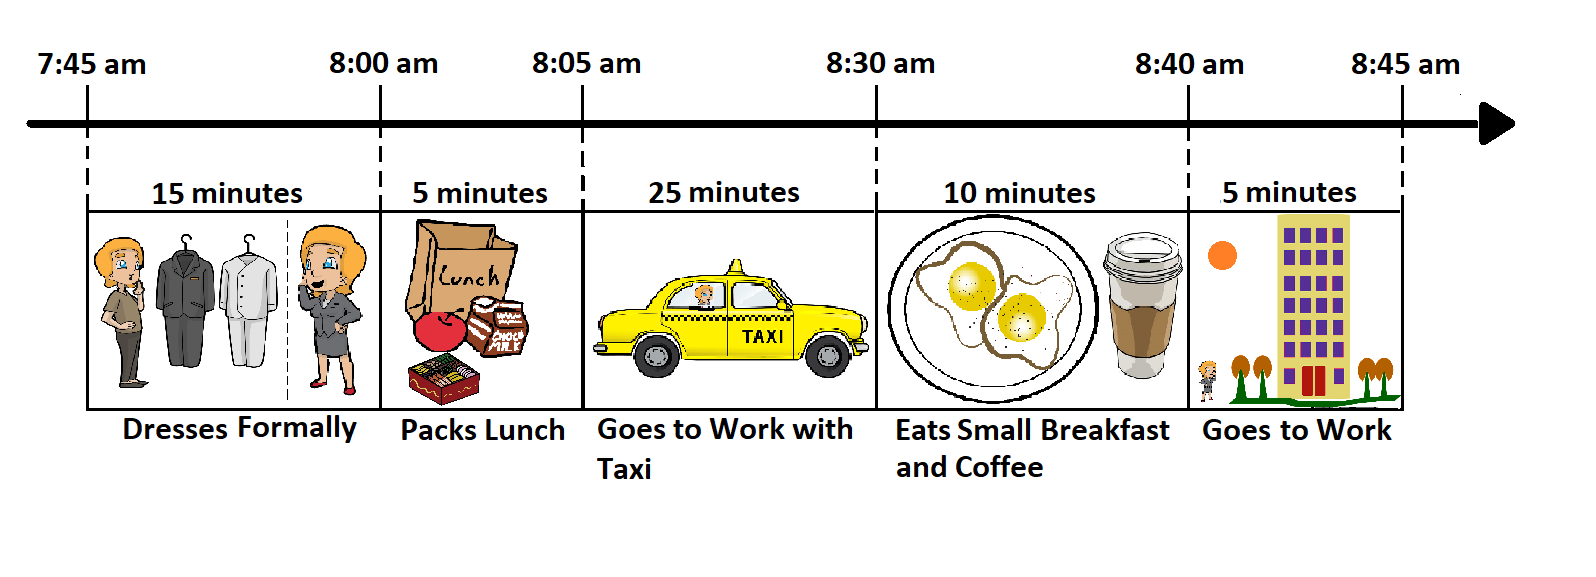 7:45 am 8:00 am 8:05 am 8:30 am 8:40 am 8:45 am
15 minutes 5 minutes 25 minutes 10 minutes 5 minutes
Lunch
CHOCO
MILK
TAXI
Dresses Formally
Packs Lunch
Goes to Work with
Taxi
Eats Small Breakfast
and Coffee
Goes to Work